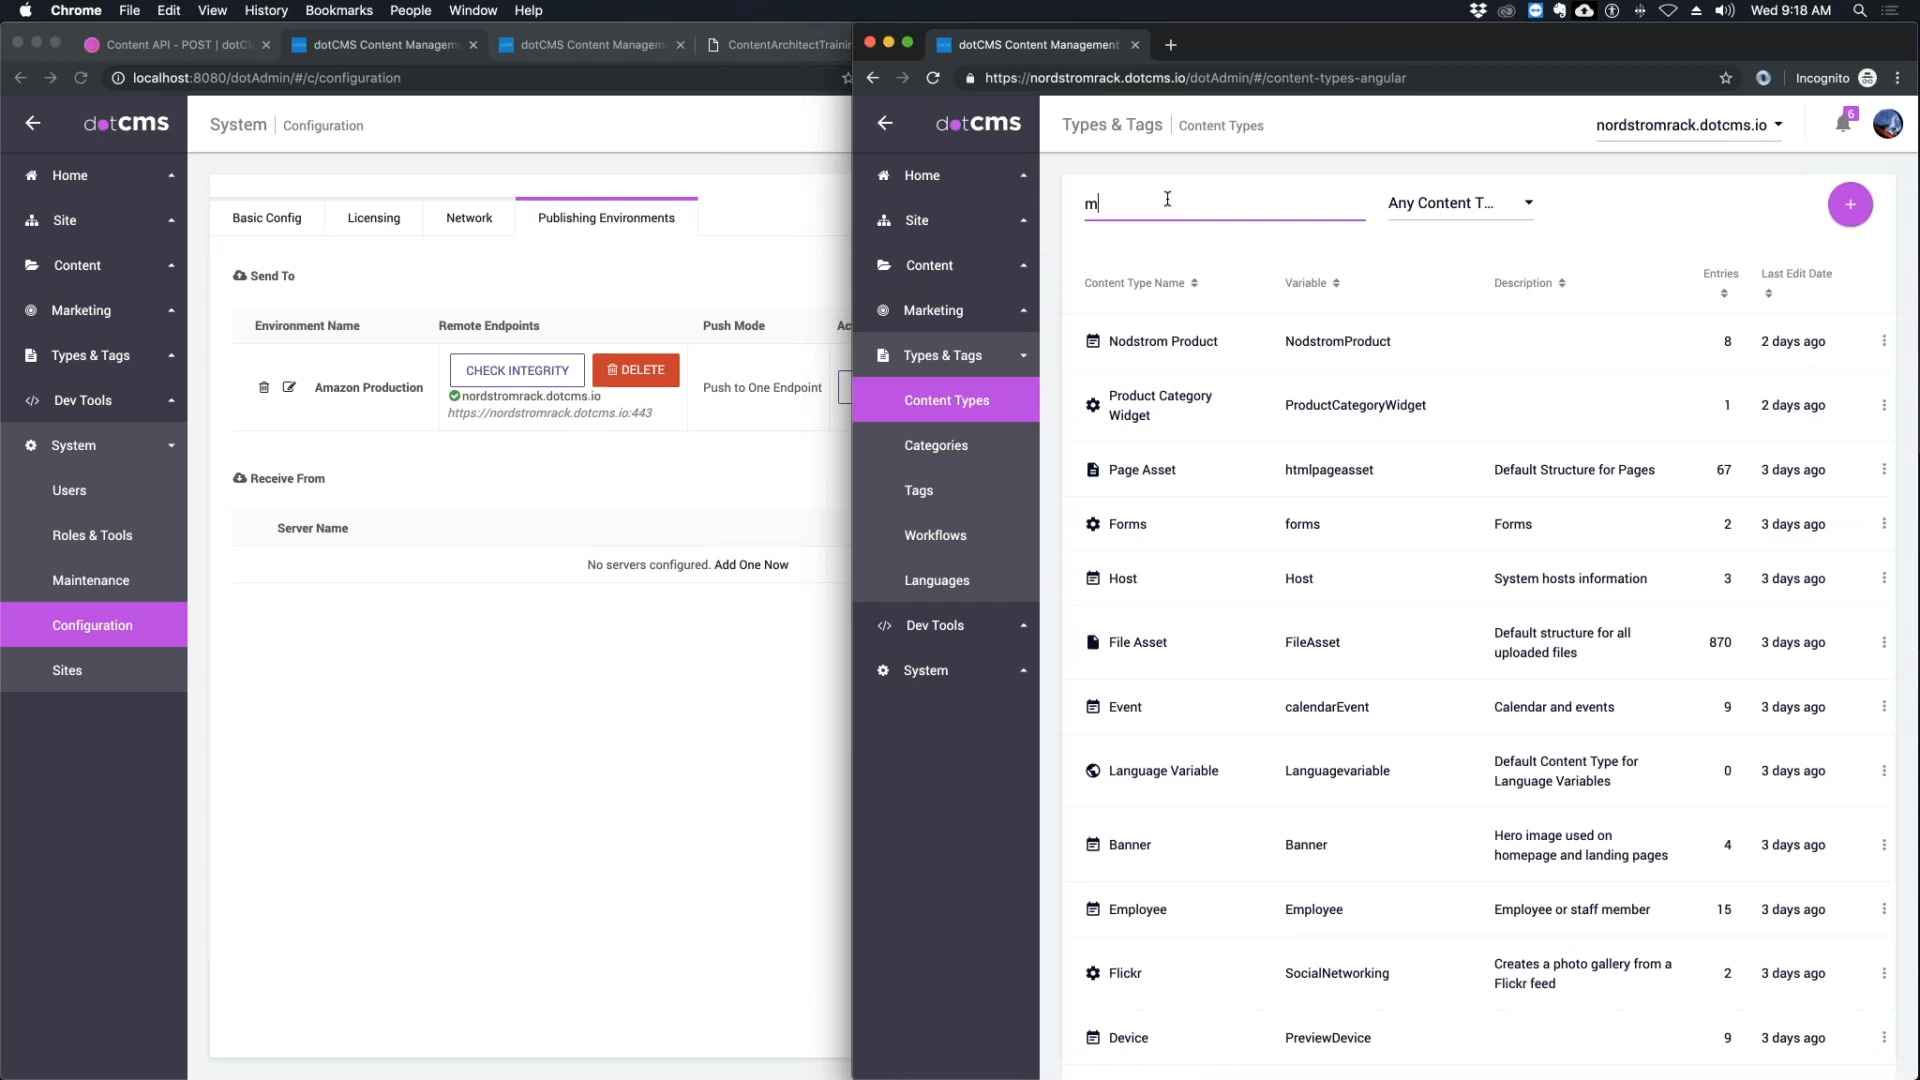 Chrome File Edit View History Bookmarks People Window Help
Wed 9:18 AM
Content API - POST | dotC
dotCMS Content Managem
dotCMS Content Managem
ContentArchitectTrainin
localhost:8080/dotAdmin/#/c/configuration
dotCMS
System | Configuration
Home
Site
Content
Marketing
Types & Tags
Dev Tools
System
Users
Roles & Tools
Maintenance
Configuration
Sites
Basic Config
Licensing
Network
Publishing Environments
Send To
Environment Name Remote Endpoints Push Mode Ac
Amazon Production
CHECK INTEGRITY
DELETE
nordstromrack.dotcms.io
https://nordstromrack.dotcms.io:443
Push to One Endpoint
Receive From
Server Name
No servers configured. Add One Now
dotCMS Content Management
https://nordstromrack.dotcms.io/dotAdmin/#/content-types-angular
Incognito
dotCMS
Types & Tags | Content Types
nordstromrack.dotcms.io
6
Home
Site
Content
Marketing
Types & Tags
Content Types
Categories
Tags
Workflows
Languages
Dev Tools
System
m
Any Content T...
+
Content Type Name Variable Description Entries Last Edit Date
Nodstrom Product NodstromProduct 8 2 days ago
Product Category
Widget
ProductCategoryWidget 1 2 days ago
Page Asset htmlpageasset Default Structure for Pages 67 3 days ago
Forms forms Forms 2 3 days ago
Host Host System hosts information 3 3 days ago
File Asset FileAsset
Default structure for all
uploaded files
870 3 days ago
Event calendarEvent Calendar and events 9 3 days ago
Language Variable Languagevariable
Default Content Type for
Language Variables
0 3 days ago
Banner Banner
Hero image used on
homepage and landing pages
4 3 days ago
Employee Employee Employee or staff member 15 3 days ago
Flickr SocialNetworking
Creates a photo gallery from a
Flickr feed
2 3 days ago
Device PreviewDevice 9 3 days ago